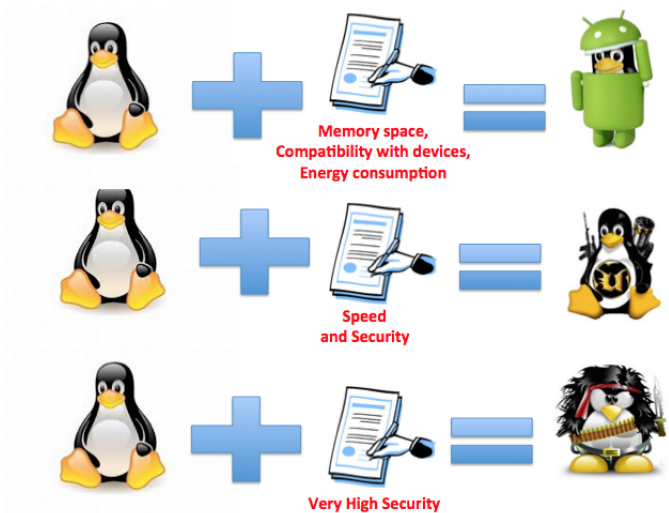 Memory space,
Compatibility with devices,
Energy consumption
Speed
and Security
Very High Security